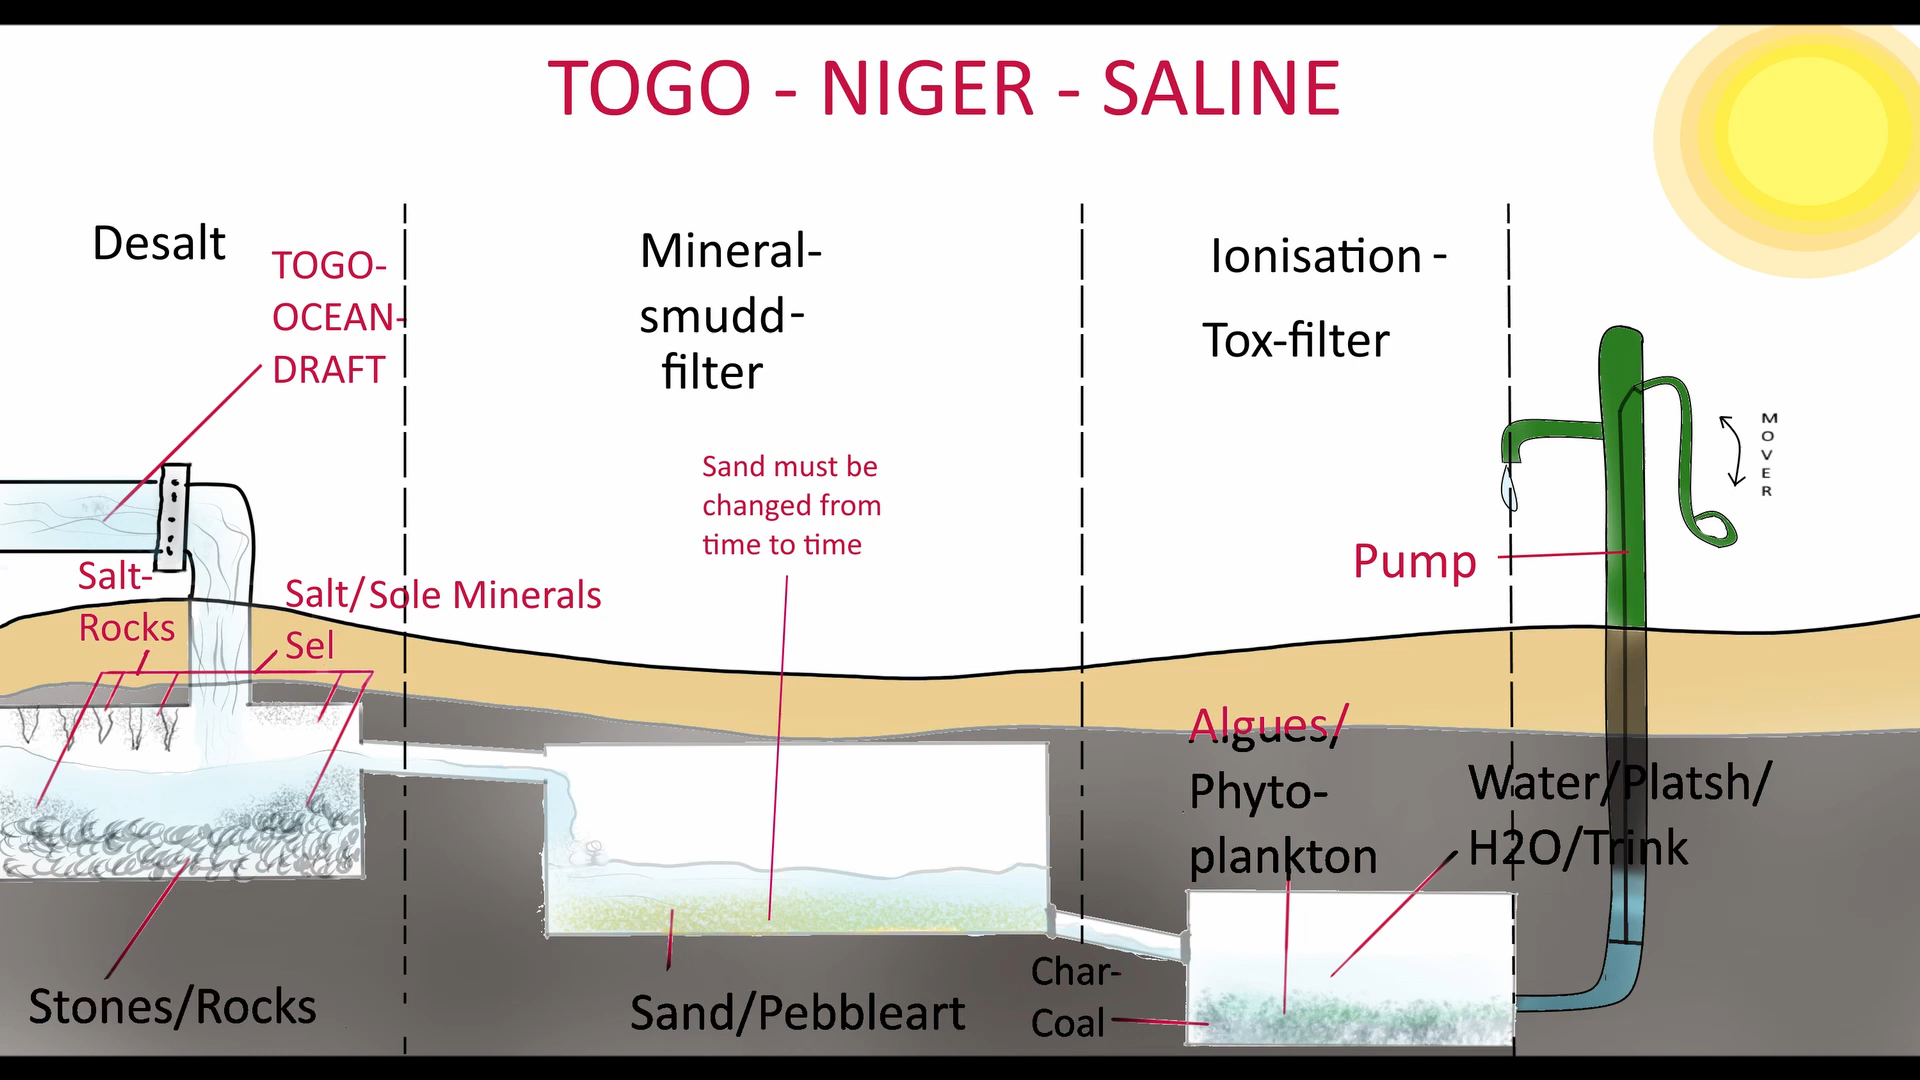 TOGO - NIGER - SALINE
Desalt
TOGO-
OCEAN-
DRAFT
Mineral-
smudd-
filter
Ionisation -
Tox-filter
Sand must be
changed from
time to time
MOVER
Pump
Salt-
Rocks
Salt/Sole Minerals
Sel
Algues/
Phyto-
plankton
Water/Platsh/
H2O/Trink
Char-
Coal
Stones/Rocks
Sand/Pebbleart